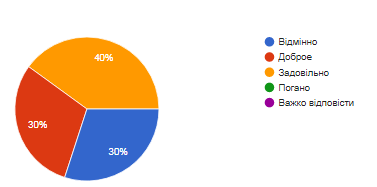 40%
30%
30%
Відмінно
Доброе
Задовільно
Погано
Важко відповісти